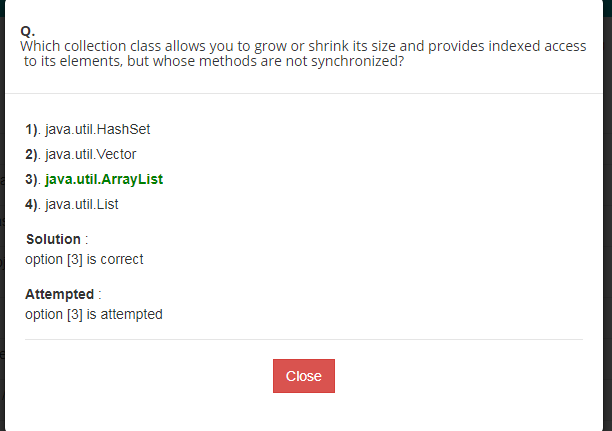 Q.
Which collection class allows you to grow or shrink its size and provides indexed access
to its elements, but whose methods are not synchronized?
1). java.util.HashSet
2). java.util.Vector
3). java.util.ArrayList
4). java.util.List
Solution :
option [3] is correct
Attempted :
option [3] is attempted
Close